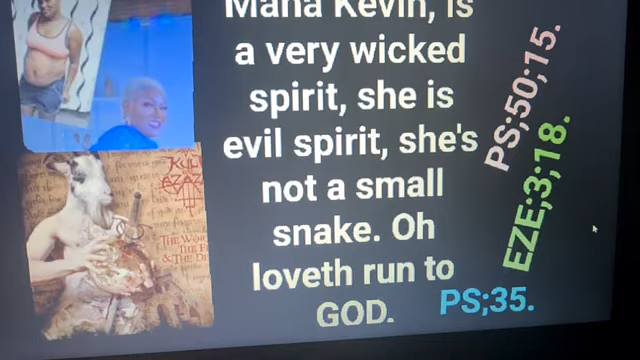 Mana Kevin, is
a very wicked
spirit, she is
evil spirit, she's
not a small
snake. Oh
loveth run to
GOD.
PS;50;15.
EZE;3;18.
PS;35.